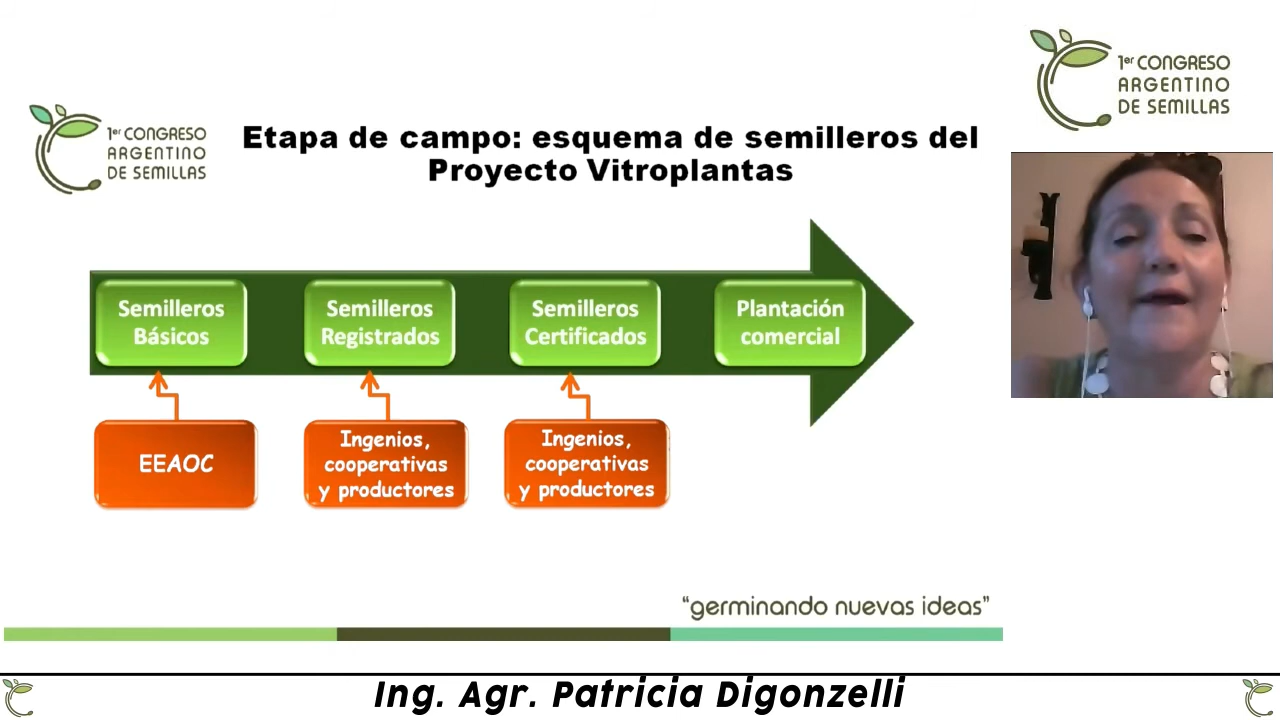 1er CONGRESO
ARGENTINO
DE SEMILLAS
1er CONGRESO
ARGENTINO
DE SEMILLAS
Etapa de campo: esquema de semilleros del
Proyecto Vitroplantas
Semilleros
Básicos
Semilleros
Registrados
Semilleros
Certificados
Plantación
comercial
EEAOC
Ingenios,
cooperativas
y productores
Ingenios,
cooperativas
y productores
“germinando nuevas ideas”
Ing. Agr. Patricia Digonzelli